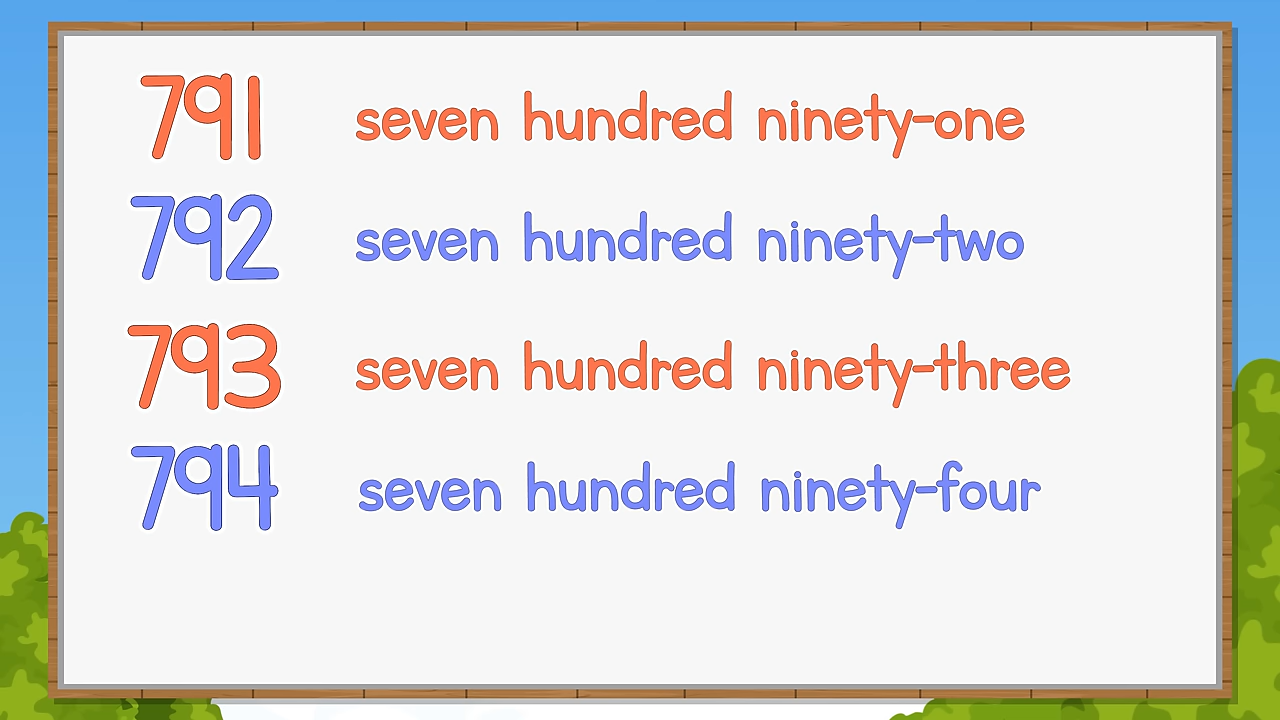 791 seven hundred ninety-one
792 seven hundred ninety-two
793 seven hundred ninety-three
794 seven hundred ninety-four